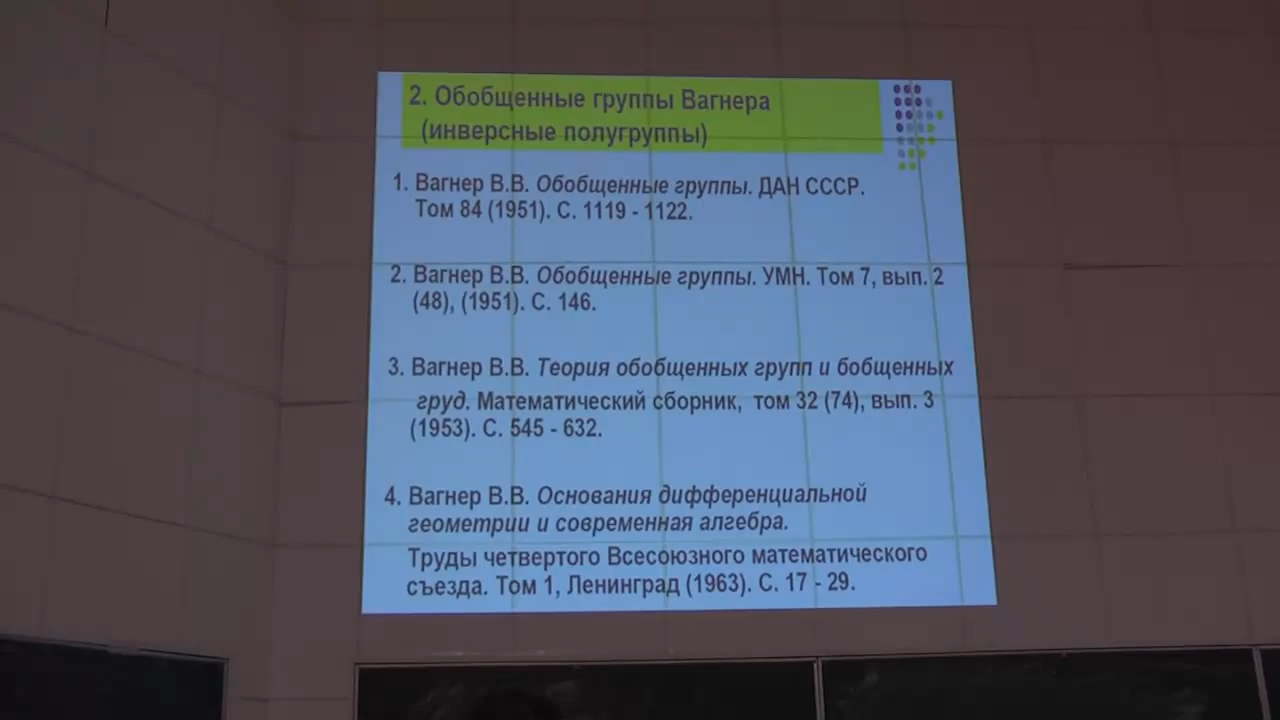 2. Обобщенные группы Вагнера
(инверсные полугруппы)
1. Вагнер В.В. Обобщенные группы. ДАН СССР.
Том 84 (1951). С. 1119 - 1122.
2. Вагнер В.В. Обобщенные группы. УМН. Том 7, вып. 2
(48), (1951). С. 146.
3. Вагнер В.В. Теория обобщенных групп и бобщенных
груд. Математический сборник, том 32 (74), вып. 3
(1953). С. 545 - 632.
4. Вагнер В.В. Основания дифференциальной
геометрии и современная алгебра.
Труды четвертого Всесоюзного математического
съезда. Том 1, Ленинград (1963). С. 17 - 29.